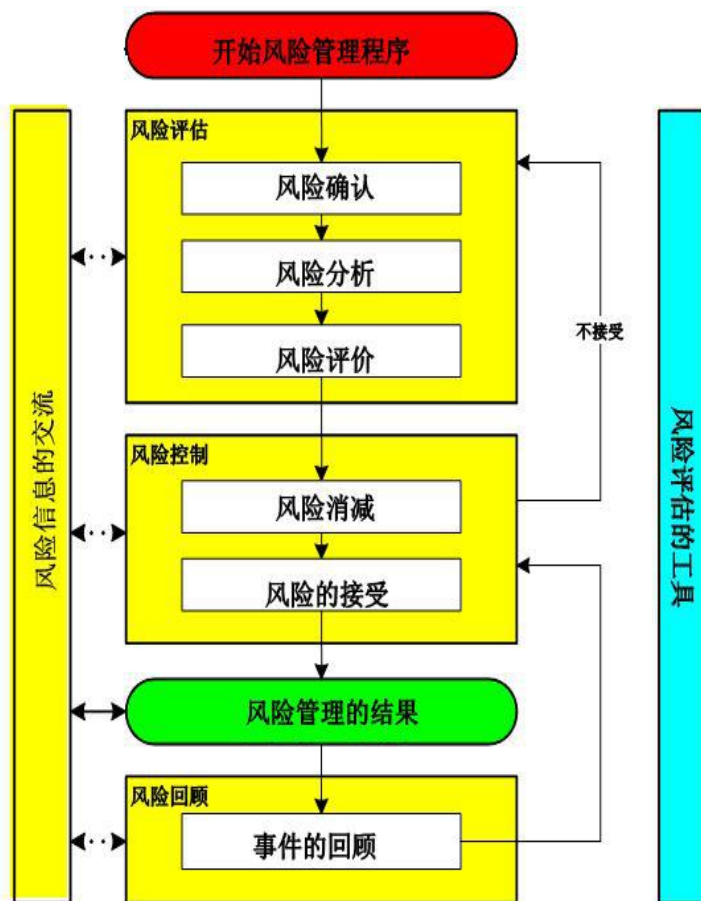 开始风险管理程序
风险评估
风险确认
风险分析
风险评价
不接受
风险控制
风险消减
风险的接受
风险管理的结果
风险回顾
事件的回顾
风险信息的交流
风险评估的工具